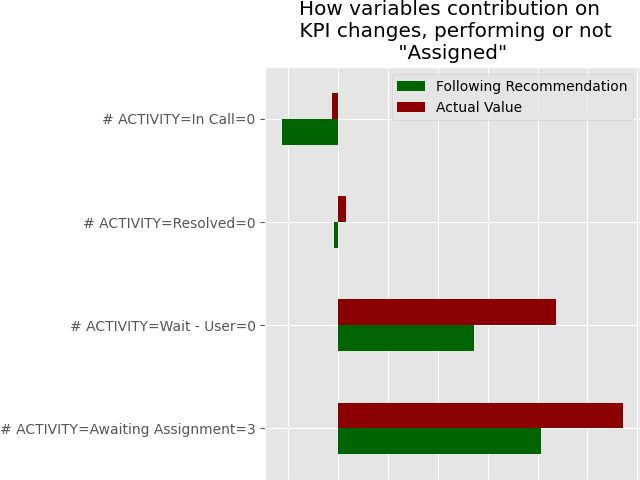 How variables contribution on
KPI changes, performing or not
"Assigned"
Following Recommendation
Actual Value
# ACTIVITY=In Call=0
# ACTIVITY=Resolved=0
# ACTIVITY=Wait - User=0
# ACTIVITY=Awaiting Assignment=3